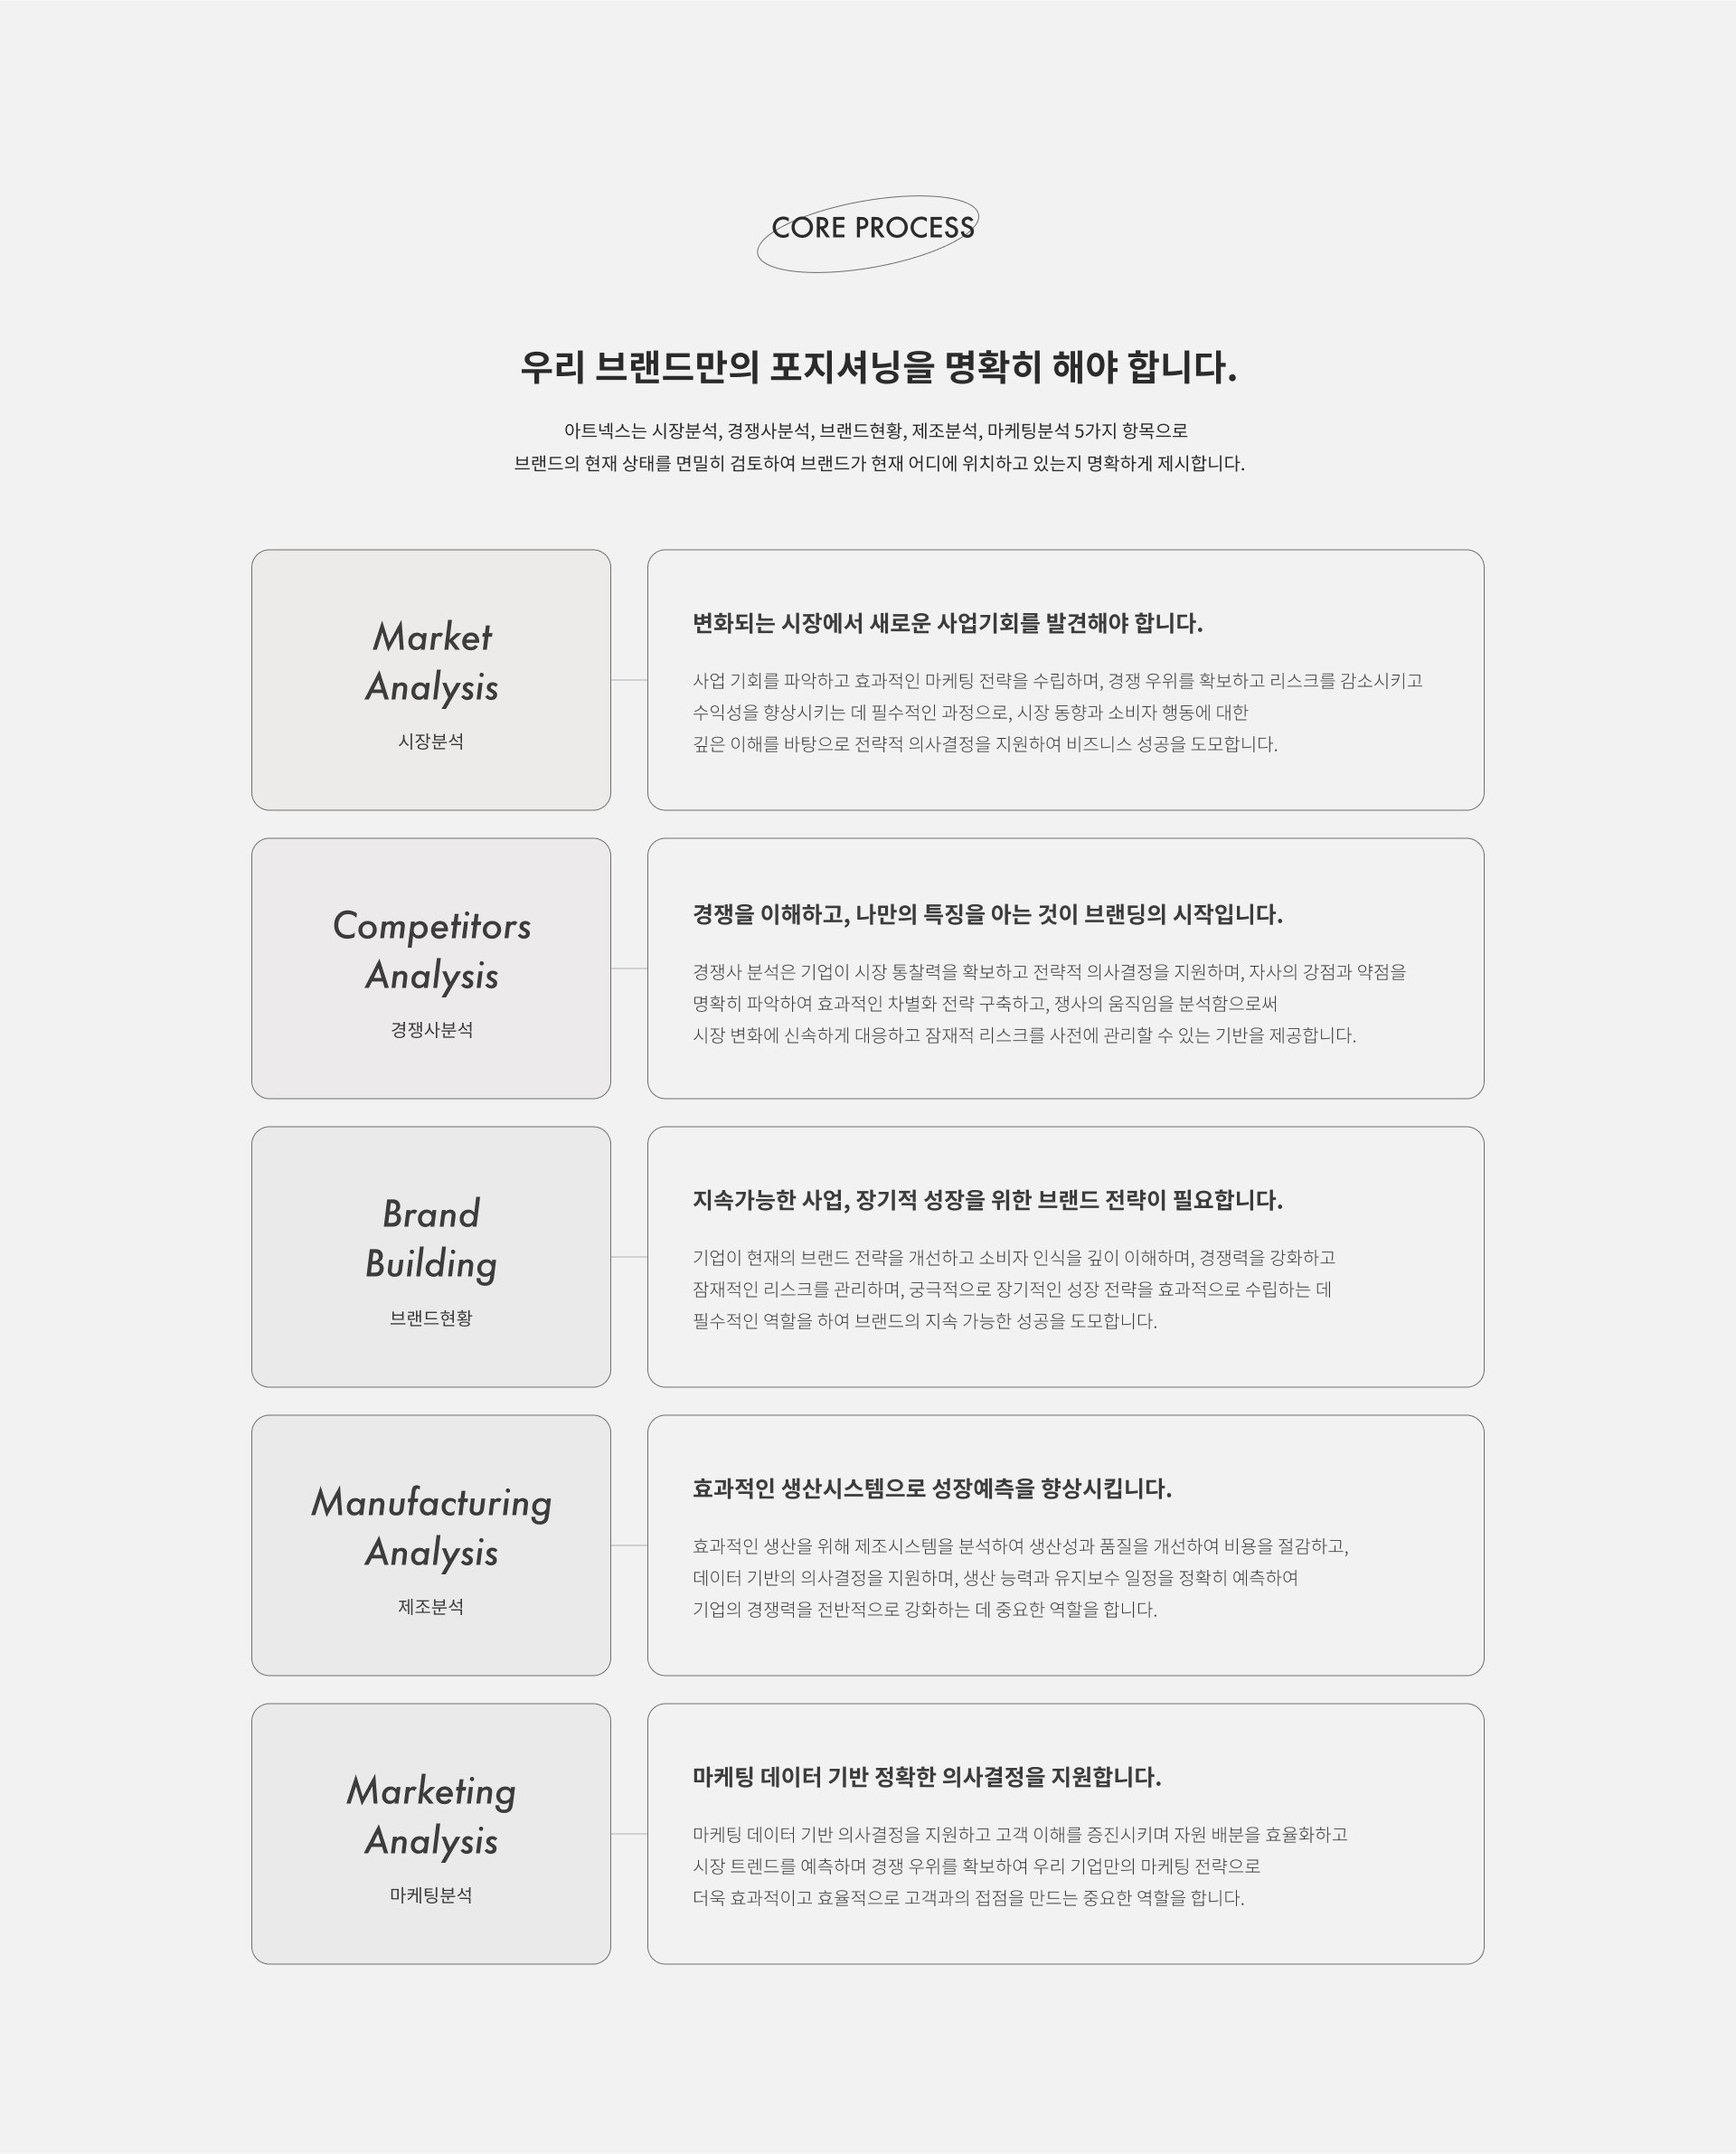 CORE PROCESS
우리 브랜드만의 포지셔닝을 명확히 해야 합니다.
아트넥스는 시장분석, 경쟁사분석, 브랜드현황, 제조분석, 마케팅분석 5가지 항목으로
브랜드의 현재 상태를 면밀히 검토하여 브랜드가 현재 어디에 위치하고 있는지 명확하게 제시합니다.
Market
Analysis
시장분석
변화되는 시장에서 새로운 사업기회를 발견해야 합니다.
사업 기회를 파악하고 효과적인 마케팅 전략을 수립하며, 경쟁 우위를 확보하고 리스크를 감소시키고
수익성을 향상시키는 데 필수적인 과정으로, 시장 동향과 소비자 행동에 대한
깊은 이해를 바탕으로 전략적 의사결정을 지원하여 비즈니스 성공을 도모합니다.
Competitors
Analysis
경쟁사분석
경쟁을 이해하고, 나만의 특징을 아는 것이 브랜딩의 시작입니다.
경쟁사 분석은 기업이 시장 통찰력을 확보하고 전략적 의사결정을 지원하며, 자사의 강점과 약점을
명확히 파악하여 효과적인 차별화 전략 구축하고, 쟁사의 움직임을 분석함으로써
시장 변화에 신속하게 대응하고 잠재적 리스크를 사전에 관리할 수 있는 기반을 제공합니다.
Brand
Building
브랜드현황
지속가능한 사업, 장기적 성장을 위한 브랜드 전략이 필요합니다.
기업이 현재의 브랜드 전략을 개선하고 소비자 인식을 깊이 이해하며, 경쟁력을 강화하고
잠재적인 리스크를 관리하며, 궁극적으로 장기적인 성장 전략을 효과적으로 수립하는 데
필수적인 역할을 하여 브랜드의 지속 가능한 성공을 도모합니다.
Manufacturing
Analysis
제조분석
효과적인 생산시스템으로 성장예측을 향상시킵니다.
효과적인 생산을 위해 제조시스템을 분석하여 생산성과 품질을 개선하여 비용을 절감하고,
데이터 기반의 의사결정을 지원하며, 생산 능력과 유지보수 일정을 정확히 예측하여
기업의 경쟁력을 전반적으로 강화하는 데 중요한 역할을 합니다.
Marketing
Analysis
마케팅분석
마케팅 데이터 기반 정확한 의사결정을 지원합니다.
마케팅 데이터 기반 의사결정을 지원하고 고객 이해를 증진시키며 자원 배분을 효율화하고
시장 트렌드를 예측하며 경쟁 우위를 확보하여 우리 기업만의 마케팅 전략으로
더욱 효과적이고 효율적으로 고객과의 접점을 만드는 중요한 역할을 합니다.